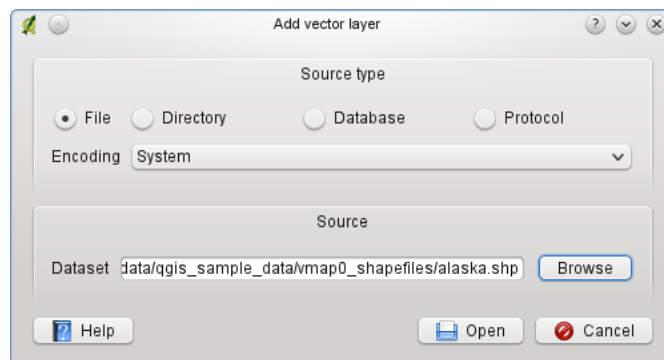 Add vector layer
Source type
File Directory Database Protocol
Encoding System
Source
Dataset data/qgis_sample_data/vmap0_shapefiles/alaska.shp Browse
Help Open Cancel